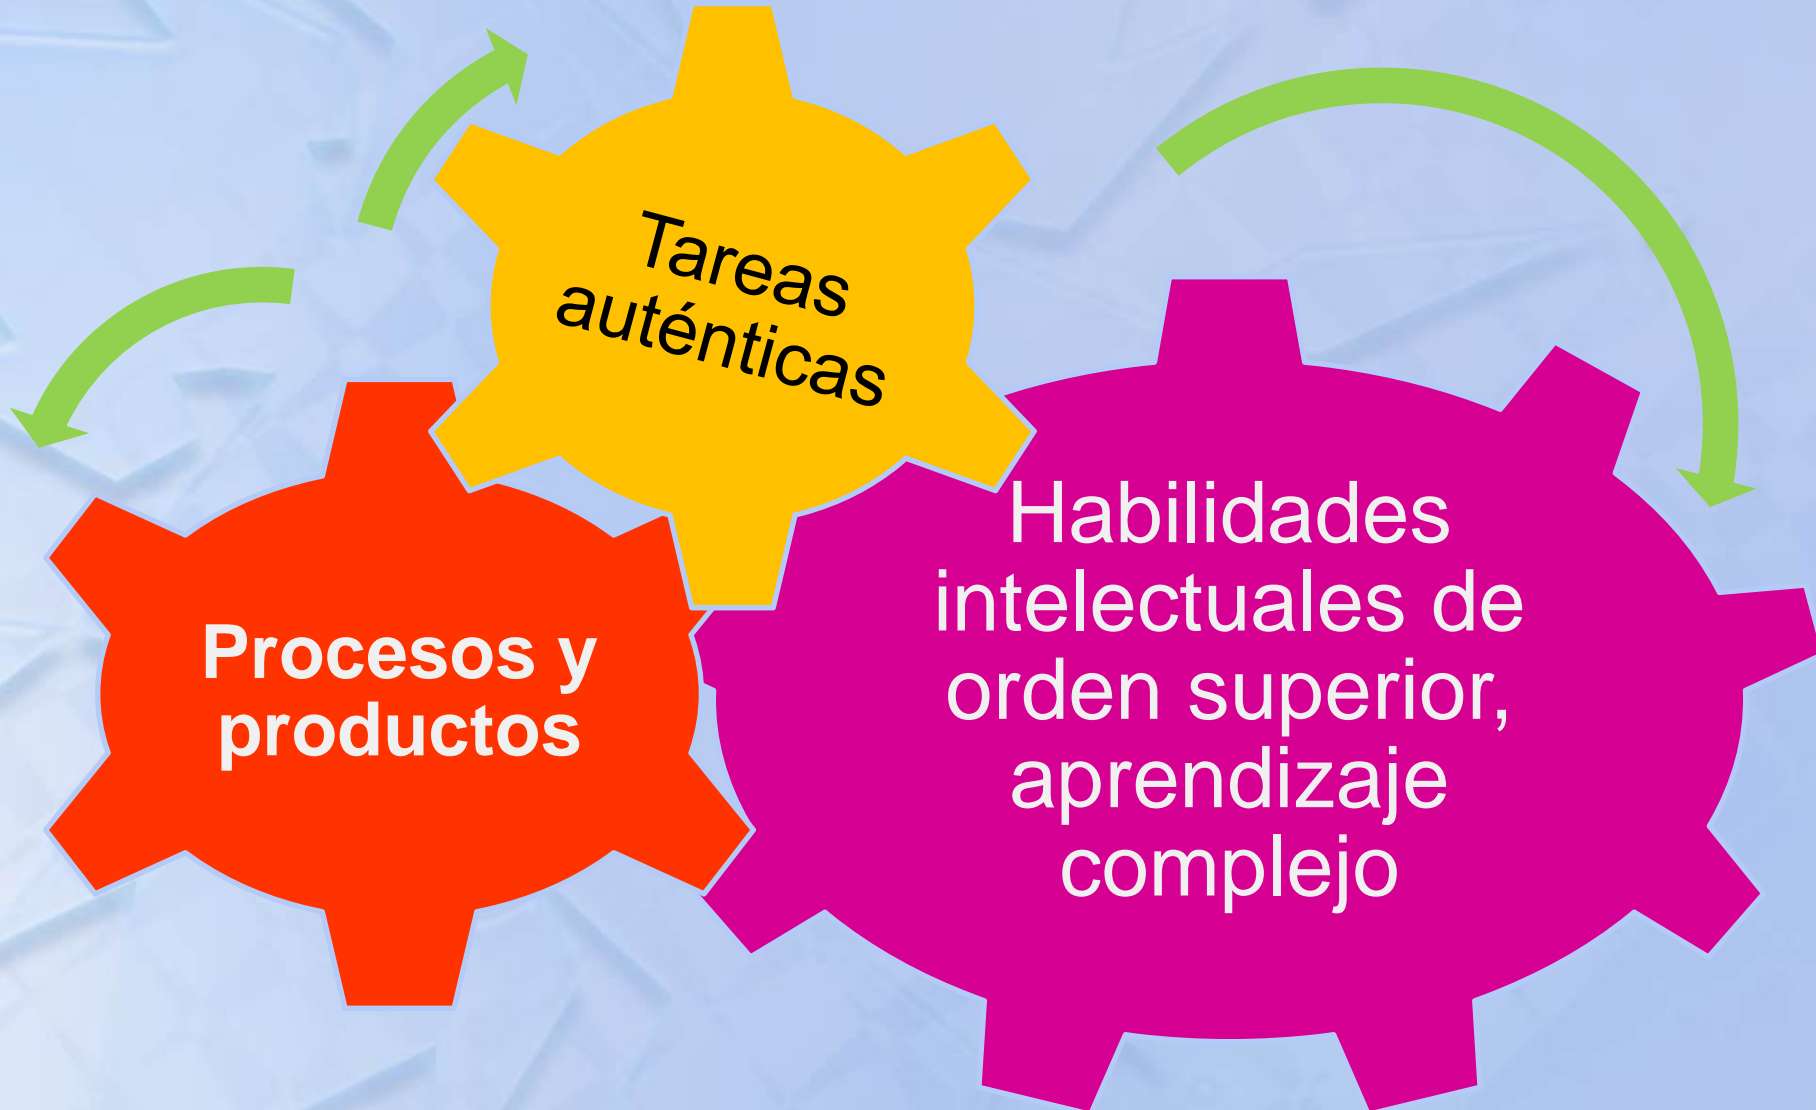 Tareas
auténticas
Procesos y
productos
Habilidades
intelectuales de
orden superior,
aprendizaje
complejo